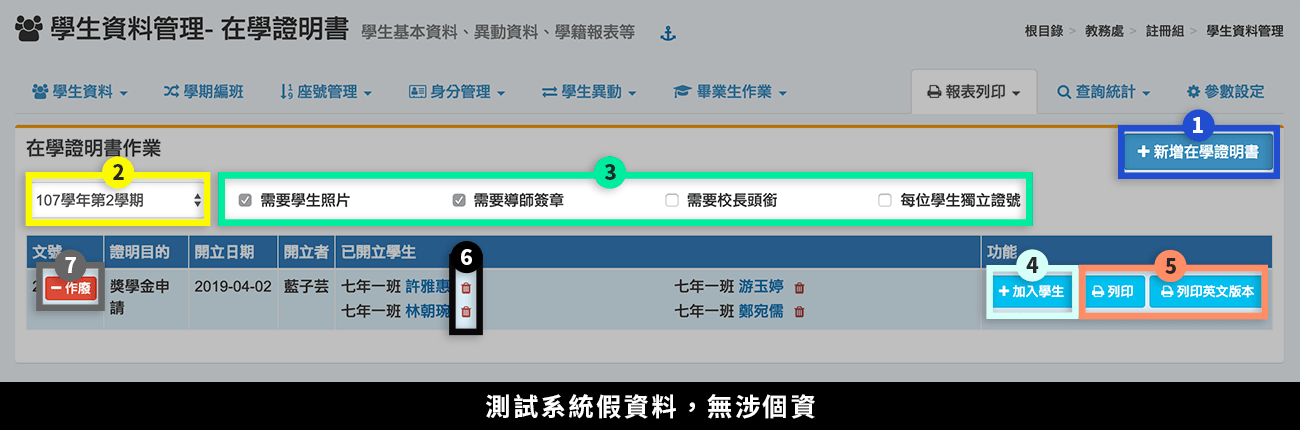 學生資料管理- 在學證明書 學生基本資料、異動資料、學籍報表等
根目錄 > 教務處 > 註冊組 > 學生資料管理
學生資料 學期編班 座號管理 身分管理 學生異動 畢業生作業 報表列印 查詢統計 參數設定
在學證明書作業
1
+ 新增在學證明書
2
107學年第2學期
3
需要學生照片 需要導師簽章 需要校長頭銜 每位學生獨立證號
文號 證明目的 開立日期 開立者 已開立學生 功能
7
作廢
獎學金申
請
2019-04-02 藍子芸
七年一班 許雅惠 七年一班 游玉婷
七年一班 林朝琬 七年一班 鄭宛儒
6
4
+ 加入學生
5
列印 列印英文版本
測試系統假資料，無涉個資